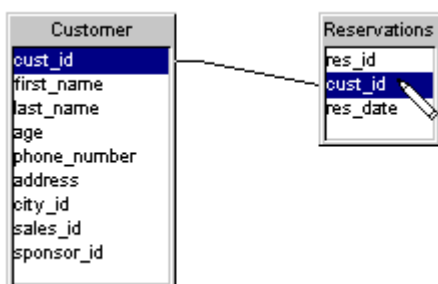 Customer
cust_id
first_name
last_name
age
phone_number
address
city_id
sales_id
sponsor_id
Reservations
res_id
cust_id
res_date